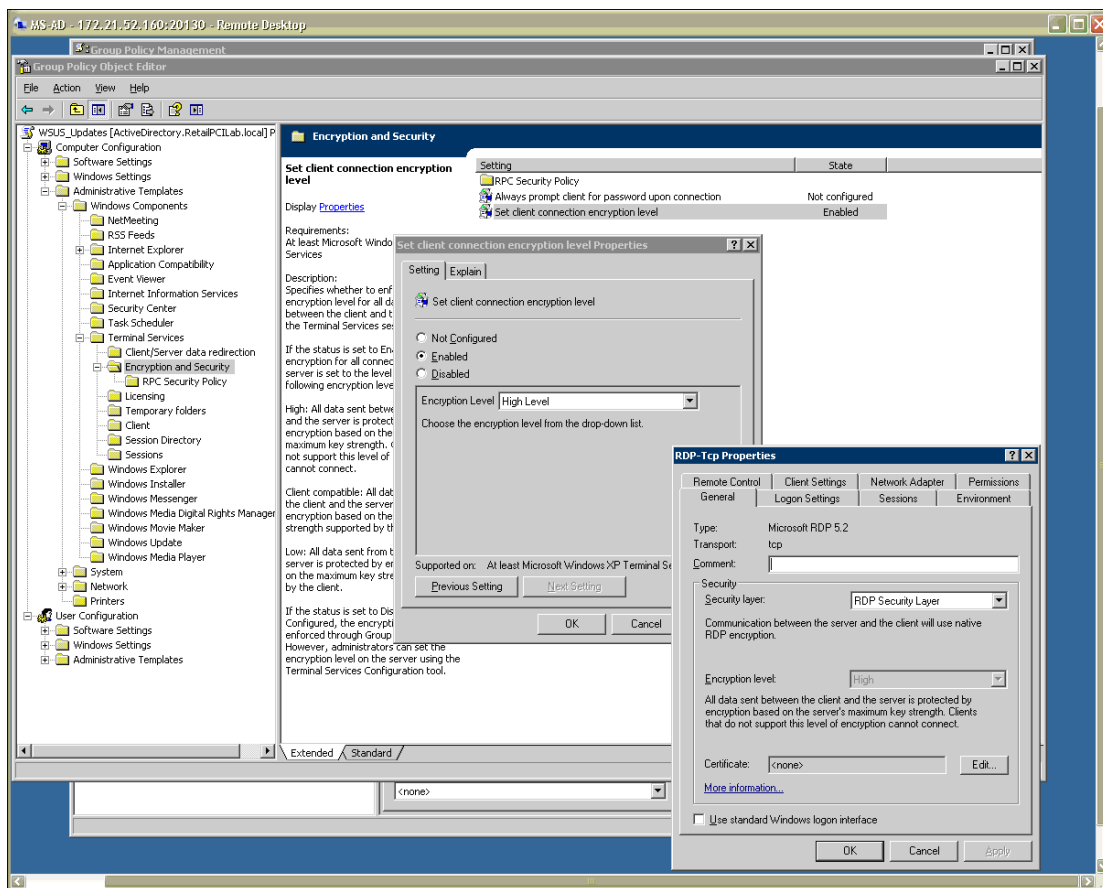 MS-AD - 172.21.52.160:20130 - Remote Desktop
Group Policy Management
Group Policy Object Editor
File Action View Help
WSUS_Updates [ActiveDirectory.RetailPCILab.local] P
Computer Configuration
Software Settings
Windows Settings
Administrative Templates
Windows Components
NetMeeting
RSS Feeds
Internet Explorer
Application Compatibility
Event Viewer
Internet Information Services
Security Center
Task Scheduler
Terminal Services
Client/Server data redirection
Encryption and Security
RPC Security Policy
Licensing
Temporary folders
Client
Session Directory
Sessions
Windows Explorer
Windows Installer
Windows Messenger
Windows Media Digital Rights Manager
Windows Movie Maker
Windows Update
Windows Media Player
System
Network
Printers
User Configuration
Software Settings
Windows Settings
Administrative Templates
Encryption and Security
Set client connection encryption
level
Display Properties
Requirements:
At least Microsoft Windo
Services
Description:
Specifies whether to enf
encryption level for all da
between the client and t
the Terminal Services se
If the status is set to En
encryption for all connec
server is set to the level
following encryption leve
High: All data sent betwe
and the server is protect
encryption based on the
maximum key strength.
not support this level of
cannot connect.
Client compatible: All dat
the client and the server
encryption based on the
strength supported by th
Low: All data sent from t
server is protected by e
on the maximum key stre
by the client.
If the status is set to Dis
Configured, the encrypti
enforced through Group
However, administrators can set the
encryption level on the server using the
Terminal Services Configuration tool.
Setting State
RPC Security Policy
Always prompt client for password upon connection Not configured
Set client connection encryption level Enabled
Extended Standard
Set client connection encryption level Properties
Setting Explain
Set client connection encryption level
Not Configured
Enabled
Disabled
Encryption Level High Level
Choose the encryption level from the drop-down list.
Supported on: At least Microsoft Windows XP Terminal Se
Previous Setting Next Setting
OK Cancel
<none>
RDP-Tcp Properties
Remote Control Client Settings Network Adapter Permissions
General Logon Settings Sessions Environment
Type: Microsoft RDP 5.2
Transport: tcp
Comment:
Security
Security layer: RDP Security Layer
Communication between the server and the client will use native
RDP encryption.
Encryption level: High
All data sent between the client and the server is protected by
encryption based on the server's maximum key strength. Clients
that do not support this level of encryption cannot connect.
Certificate: <none> Edit...
More information...
Use standard Windows logon interface
OK Cancel Apply